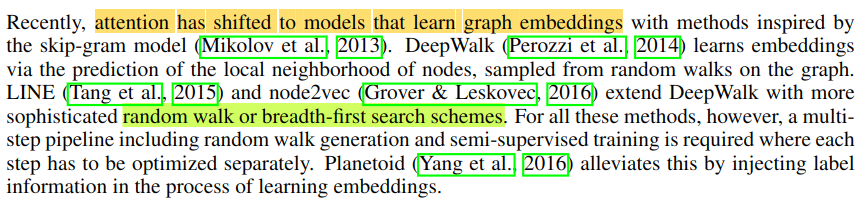 Recently, attention has shifted to models that learn graph embeddings with methods inspired by
the skip-gram model (Mikolov et al., 2013). DeepWalk (Perozzi et al., 2014) learns embeddings
via the prediction of the local neighborhood of nodes, sampled from random walks on the graph.
LINE (Tang et al., 2015) and node2vec (Grover & Leskovec, 2016) extend DeepWalk with more
sophisticated random walk or breadth-first search schemes. For all these methods, however, a multi-
step pipeline including random walk generation and semi-supervised training is required where each
step has to be optimized separately. Planetoid (Yang et al., 2016) alleviates this by injecting label
information in the process of learning embeddings.